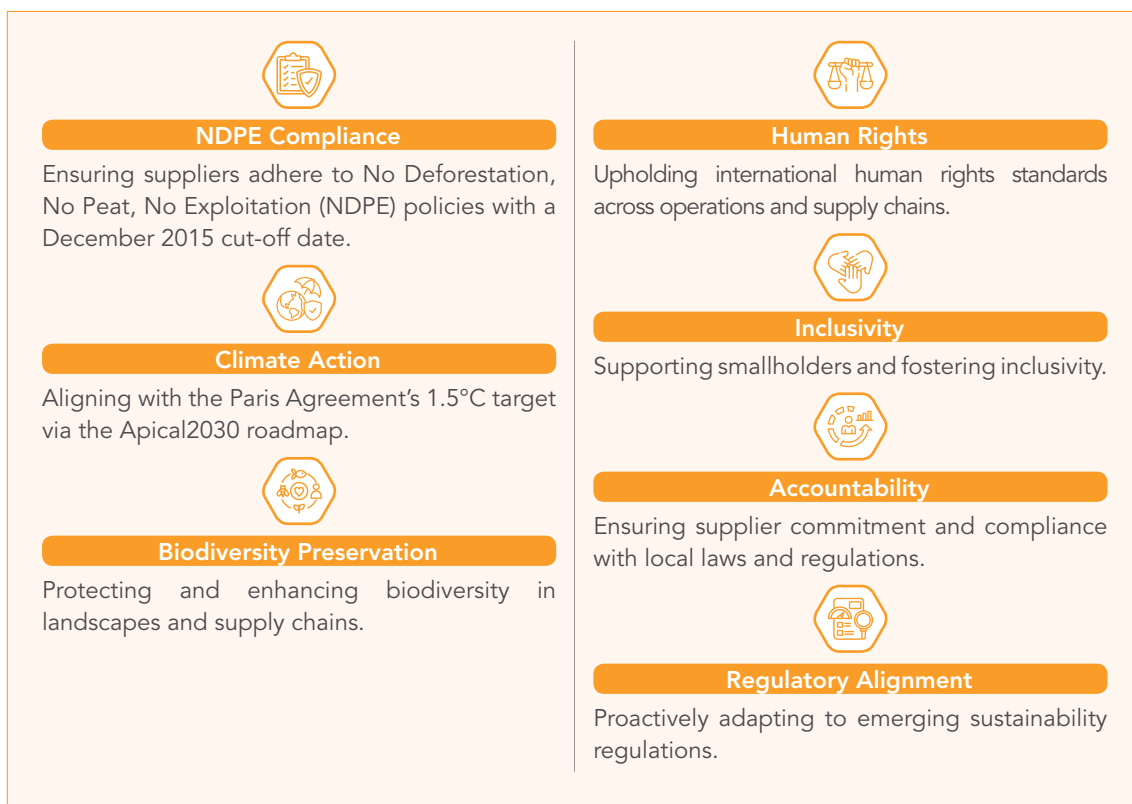 NDPE Compliance
Ensuring suppliers adhere to No Deforestation,
No Peat, No Exploitation (NDPE) policies with a
December 2015 cut-off date.
Climate Action
Aligning with the Paris Agreement’s 1.5°C target
via the Apical2030 roadmap.
Biodiversity Preservation
Protecting and enhancing biodiversity in
landscapes and supply chains.
Human Rights
Upholding international human rights standards
across operations and supply chains.
Inclusivity
Supporting smallholders and fostering inclusivity.
Accountability
Ensuring supplier commitment and compliance
with local laws and regulations.
Regulatory Alignment
Proactively adapting to emerging sustainability
regulations.